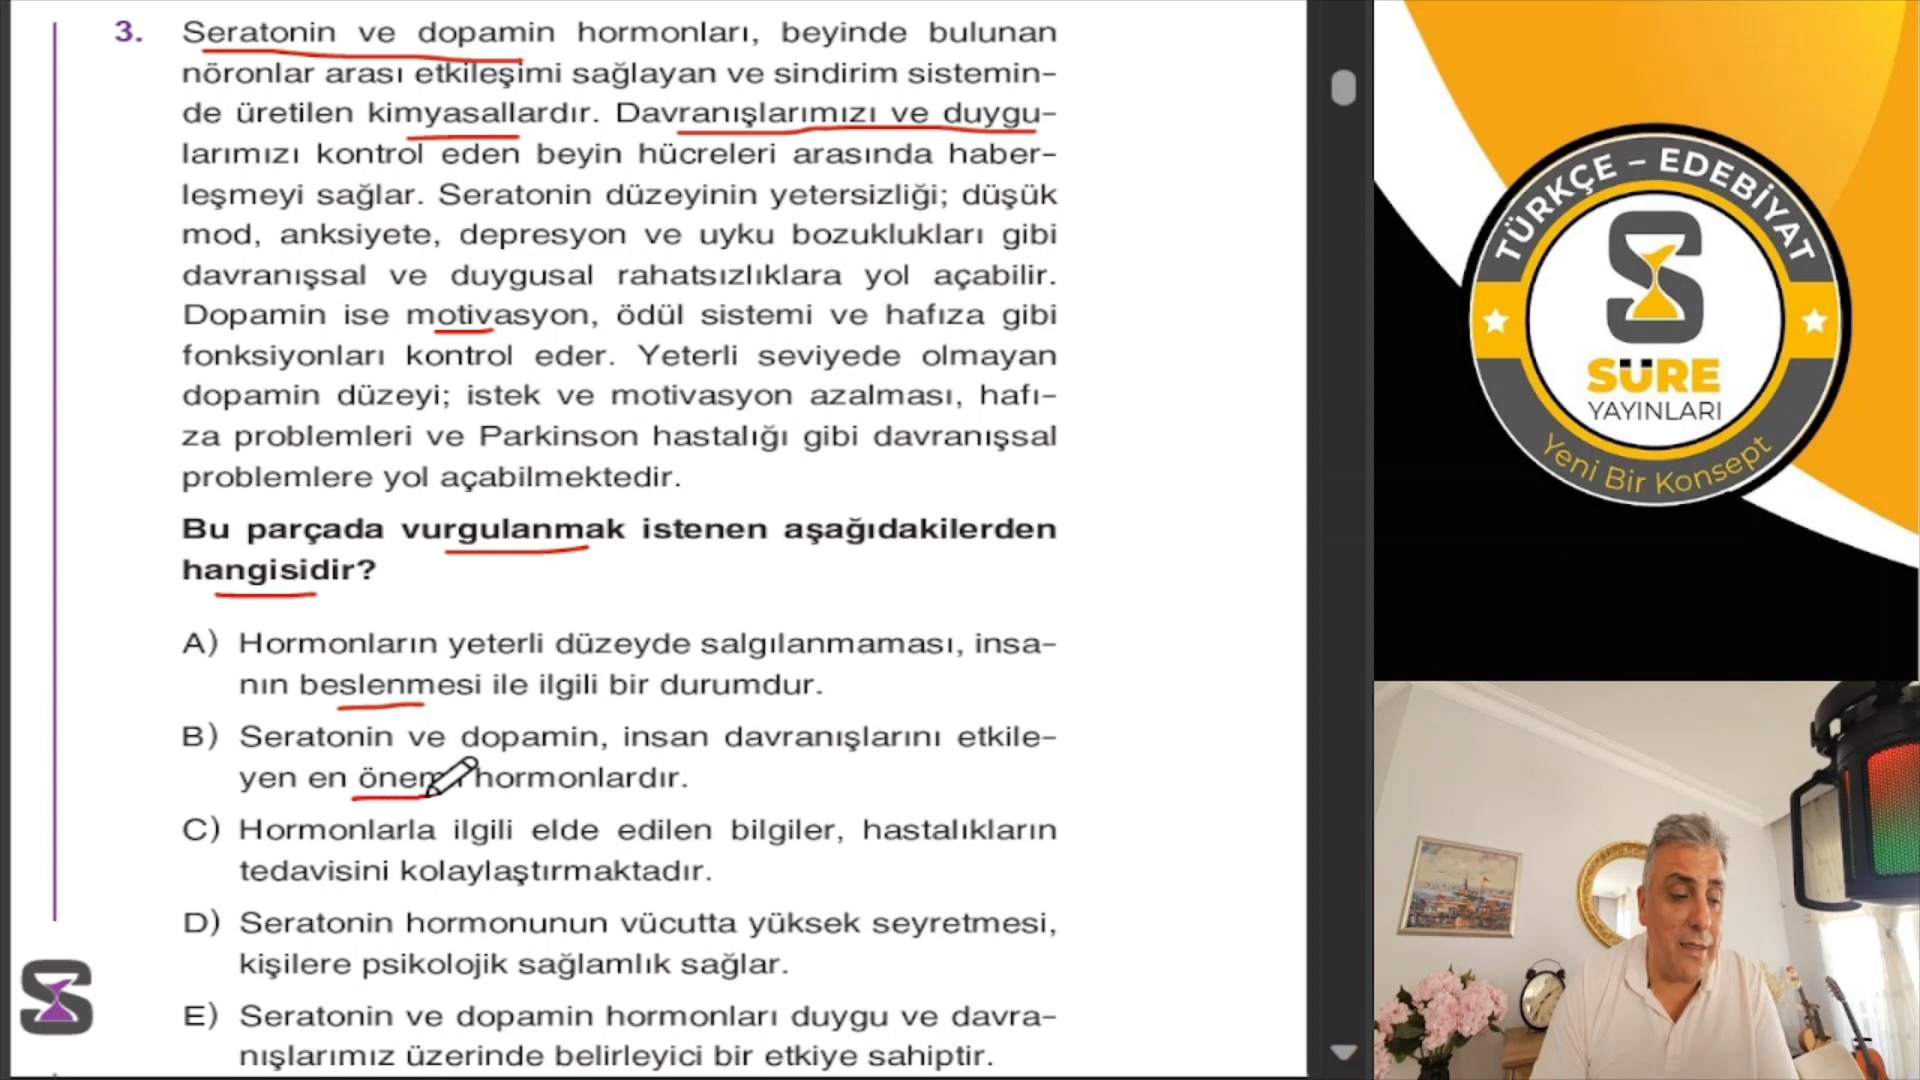 3. Seratonin ve dopamin hormonları, beyinde bulunan
nöronlar arası etkileşimi sağlayan ve sindirim sistemin-
de üretilen kimyasallardır. Davranışlarımızı ve duygu-
larımızı kontrol eden beyin hücreleri arasında haber-
leşmeyi sağlar. Seratonin düzeyinin yetersizliği; düşük
mod, anksiyete, depresyon ve uyku bozuklukları gibi
davranışsal ve duygusal rahatsızlıklara yol açabilir.
Dopamin ise motivasyon, ödül sistemi ve hafıza gibi
fonksiyonları kontrol eder. Yeterli seviyede olmayan
dopamin düzeyi; istek ve motivasyon azalması, hafı-
za problemleri ve Parkinson hastalığı gibi davranışsal
problemlere yol açabilmektedir.
Bu parçada vurgulanmak istenen aşağıdakilerden
hangisidir?
A) Hormonların yeterli düzeyde salgılanmaması, insa-
nın beslenmesi ile ilgili bir durumdur.
B) Seratonin ve dopamin, insan davranışlarını etkile-
yen en hormonlardır.
C) Hormonlarla ilgili elde edilen bilgiler, hastalıkların
tedavisini kolaylaştırmaktadır.
D) Seratonin hormonunun vücutta yüksek seyretmesi,
kişilere psikolojik sağlamlık sağlar.
E) Seratonin ve dopamin hormonları duygu ve davra-
nışlarımız üzerinde belirleyici bir etkiye sahiptir.
TÜRKÇE – EDEBİYAT
SÜRE
YAYINLARI
Yeni Bir Konsept